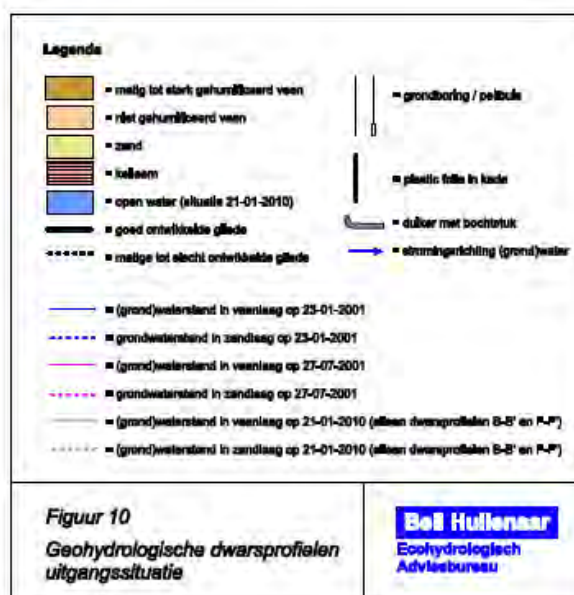 Legenda
= matig tot sterk gehumificeerd veen
= niet gehumificeerd veen
= zand
= keileem
= open water (situatie 21-01-2010)
= goed ontwikkelde gliede
= matige tot slecht ontwikkelde gliede
= grondboring / peilbuis
= plastic folie in kade
= duiker met bochtstuk
= stromingsrichting (grond)water
= (grond)waterstand in veenlaag op 23-01-2001
= grondwaterstand in zandlaag op 23-01-2001
= (grond)waterstand in veenlaag op 27-07-2001
= grondwaterstand in zandlaag op 27-07-2001
= (grond)waterstand in veenlaag op 21-01-2010 (alleen dwarsprofielen B-B' en F-F')
= (grond)waterstand in zandlaag op 21-01-2010 (alleen dwarsprofielen B-B' en F-F')
Figuur 10
Geohydrologische dwarsprofielen
uitgangssituatie
Bell Hullenaar
Ecohydrologisch
Adviesbureau